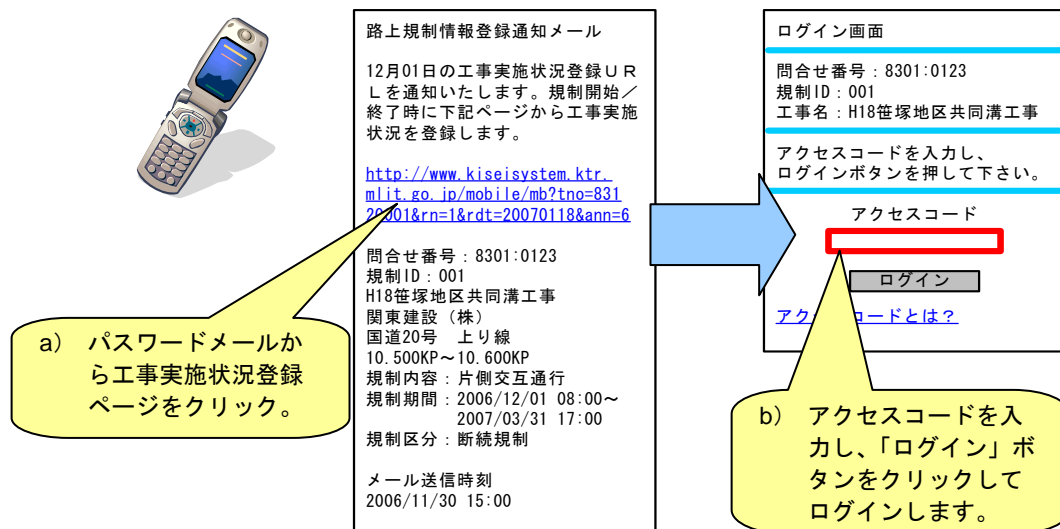 路上規制情報登録通知メール
12月01日の工事実施状況登録UR
Lを通知いたします。規制開始／
終了時に下記ページから工事実施
状況を登録します。
http://www.kiseisystem.ktr.
mlit.go.jp/mobile/mb?tno=831
20001&rn=1&rdt=20070118&ann=6
問合せ番号：8301:0123
規制ID：001
H18笹塚地区共同溝工事
関東建設（株）
国道20号　上り線
10.500KP～10.600KP
規制内容：片側交互通行
規制期間：2006/12/01 08:00～
2007/03/31 17:00
規制区分：断続規制
メール送信時刻
2006/11/30 15:00
a) パスワードメールか
ら工事実施状況登録
ページをクリック。
ログイン画面
問合せ番号：8301:0123
規制ID：001
工事名：H18笹塚地区共同溝工事
アクセスコードを入力し、
ログインボタンを押して下さい。
アクセスコード
ログイン
アクセスコードとは？
b) アクセスコードを入
力し、「ログイン」ボ
タンをクリックして
ログインします。